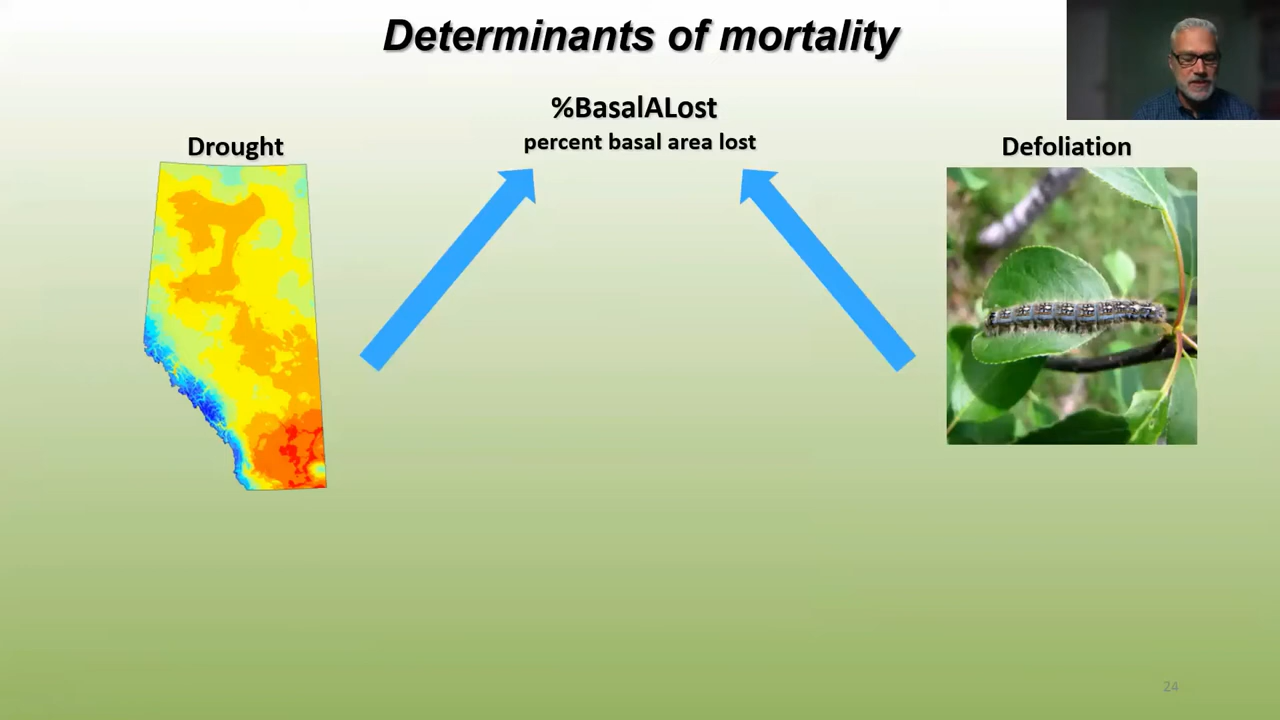 Determinants of mortality
%BasalALost
percent basal area lost
Drought
Defoliation
24